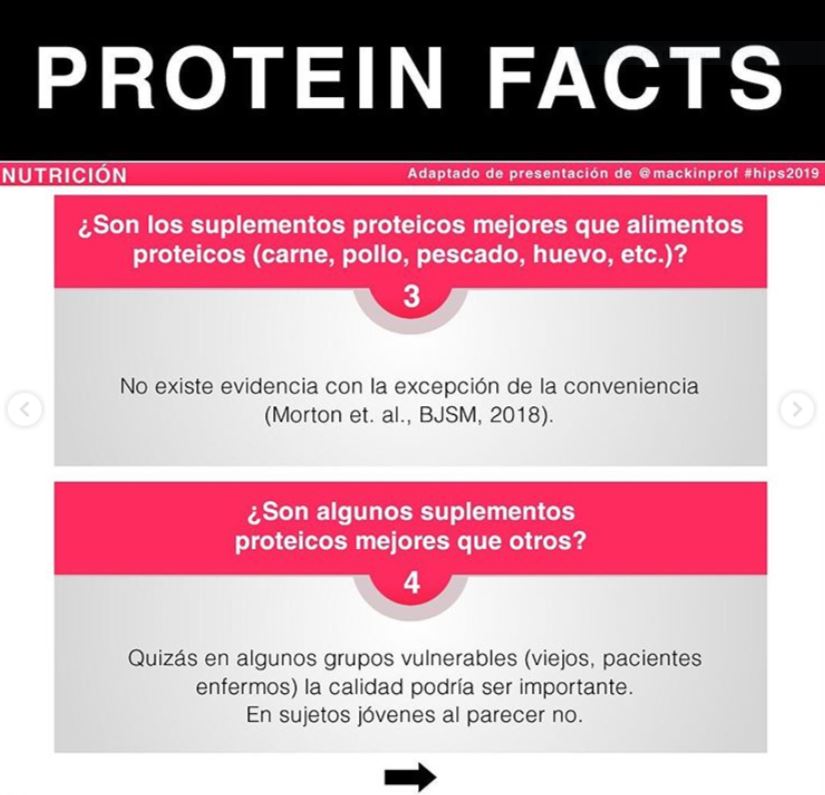 PROTEIN FACTS
NUTRICIÓN
Adaptado de presentación de @mackinprof #hips2019
¿Son los suplementos proteicos mejores que alimentos
proteicos (carne, pollo, pescado, huevo, etc.)?
3
No existe evidencia con la excepción de la conveniencia
(Morton et. al., BJSM, 2018).
¿Son algunos suplementos
proteicos mejores que otros?
4
Quizás en algunos grupos vulnerables (viejos, pacientes
enfermos) la calidad podría ser importante.
En sujetos jóvenes al parecer no.